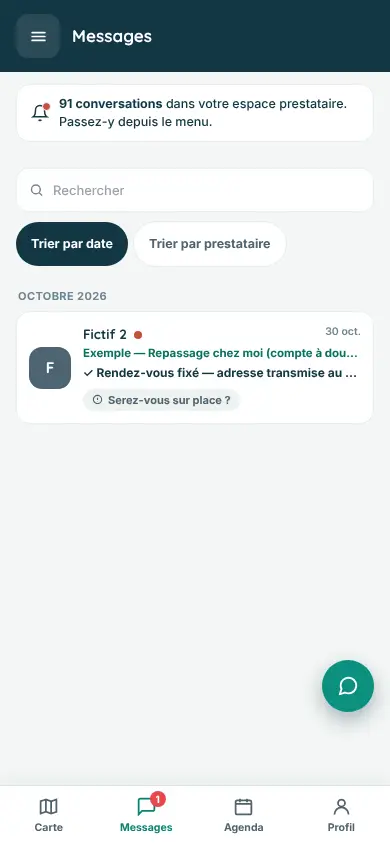 Messages
91 conversations dans votre espace prestataire.
Passez-y depuis le menu.
Rechercher
Trier par date
Trier par prestataire
OCTOBRE 2026
F
Fictif 2
30 oct.
Exemple — Repassage chez moi (compte à dou...
✓ Rendez-vous fixé — adresse transmise au ...
Serez-vous sur place ?
1
Carte
Messages
Agenda
Profil